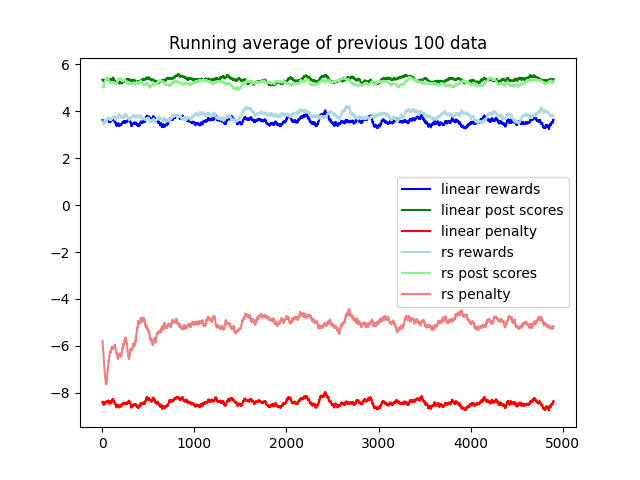 Running average of previous 100 data
6
4
2
0
−2
−4
−6
−8
linear rewards
linear post scores
linear penalty
rs rewards
rs post scores
rs penalty
0 1000 2000 3000 4000 5000